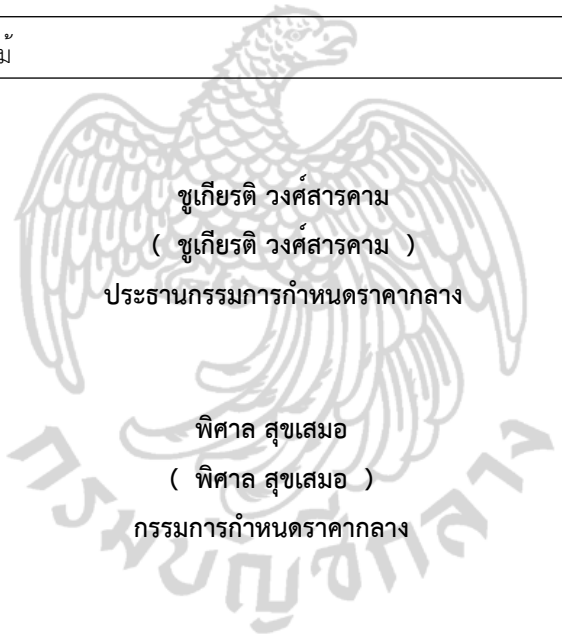 ชูเกียรติ วงศ์สารคาม
( ชูเกียรติ วงศ์สารคาม )
ประธานกรรมการกำหนดราคากลาง
พิศาล สุขเสมอ
( พิศาล สุขเสมอ )
กรรมการกำหนดราคากลาง
กรมบัญชีกลาง